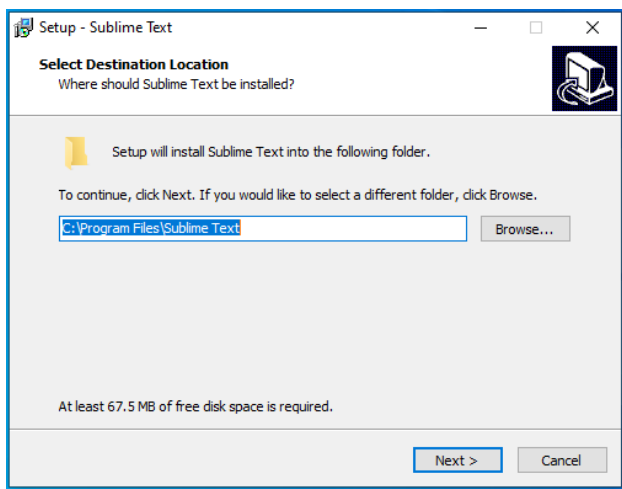 Setup - Sublime Text
Select Destination Location
Where should Sublime Text be installed?
Setup will install Sublime Text into the following folder.
To continue, click Next. If you would like to select a different folder, click Browse.
C:\Program Files\Sublime Text
Browse...
At least 67.5 MB of free disk space is required.
Next >
Cancel